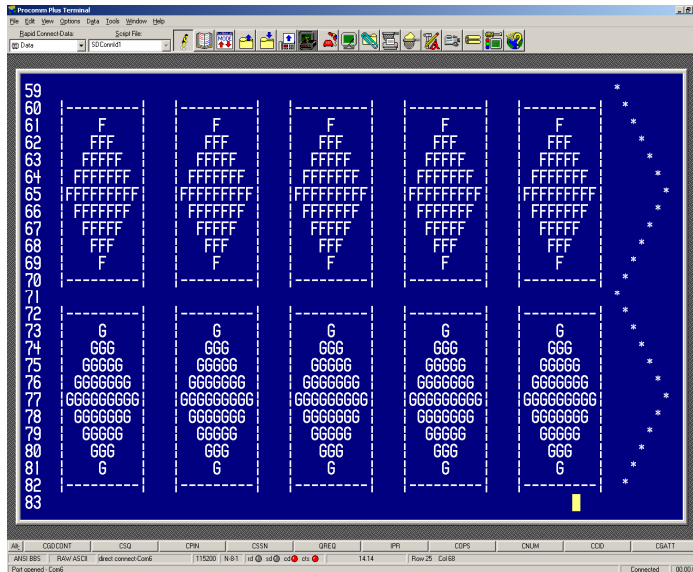 Procomm Plus Terminal
File Edit View Options Data Tools Window Help
Rapid Connect-Data: Script File:
Data SDConnId1
MODE
59 *
60 |---------| |---------| |---------| |---------| |---------| *
61 | F | | F | | F | | F | | F | *
62 | FFF | | FFF | | FFF | | FFF | | FFF | *
63 | FFFFF | | FFFFF | | FFFFF | | FFFFF | | FFFFF | *
64 | FFFFFFF | | FFFFFFF | | FFFFFFF | | FFFFFFF | | FFFFFFF | *
65 |FFFFFFFFF| |FFFFFFFFF| |FFFFFFFFF| |FFFFFFFFF| |FFFFFFFFF| *
66 | FFFFFFF | | FFFFFFF | | FFFFFFF | | FFFFFFF | | FFFFFFF | *
67 | FFFFF | | FFFFF | | FFFFF | | FFFFF | | FFFFF | *
68 | FFF | | FFF | | FFF | | FFF | | FFF | *
69 | F | | F | | F | | F | | F | *
70 |---------| |---------| |---------| |---------| |---------| *
71 *
72 |---------| |---------| |---------| |---------| |---------| *
73 | G | | G | | G | | G | | G | *
74 | GGG | | GGG | | GGG | | GGG | | GGG | *
75 | GGGGG | | GGGGG | | GGGGG | | GGGGG | | GGGGG | *
76 | GGGGGGG | | GGGGGGG | | GGGGGGG | | GGGGGGG | | GGGGGGG | *
77 |GGGGGGGGG| |GGGGGGGGG| |GGGGGGGGG| |GGGGGGGGG| |GGGGGGGGG| *
78 | GGGGGGG | | GGGGGGG | | GGGGGGG | | GGGGGGG | | GGGGGGG | *
79 | GGGGG | | GGGGG | | GGGGG | | GGGGG | | GGGGG | *
80 | GGG | | GGG | | GGG | | GGG | | GGG | *
81 | G | | G | | G | | G | | G | *
82 |---------| |---------| |---------| |---------| |---------| *
83
Alt- CGDCONT CSQ CPIN CSSN QREQ IPR COPS CNUM CCID CGATT
ANSI BBS RAW ASCII direct connect-Com6 115200 N-8-1 rd sd cd cts 14.14 Row 25 Col 68
Port opened - Com6 Connected